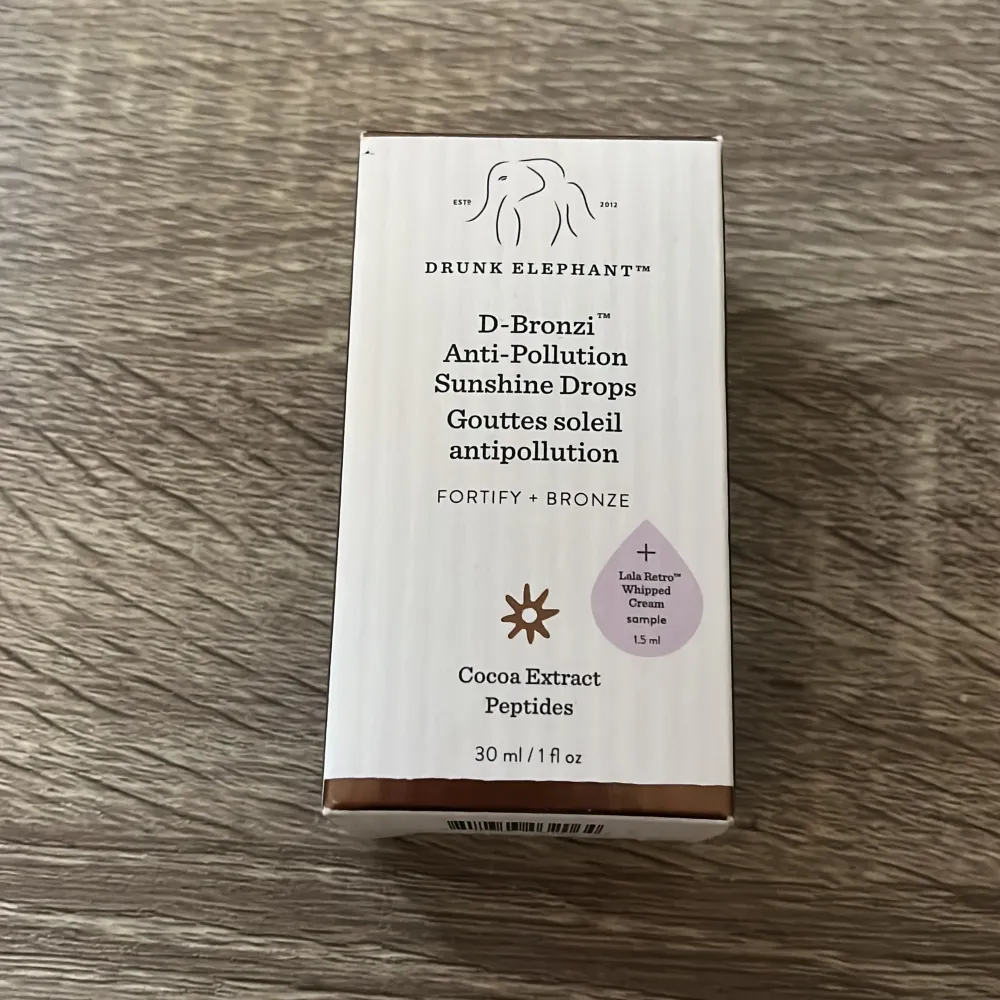 ESTD 2012
DRUNK ELEPHANT™
D-Bronzi™
Anti-Pollution
Sunshine Drops
Gouttes soleil
antipollution
FORTIFY + BRONZE
+
Lala Retro™
Whipped
Cream
sample
1.5 ml
Cocoa Extract
Peptides
30 ml / 1 fl oz